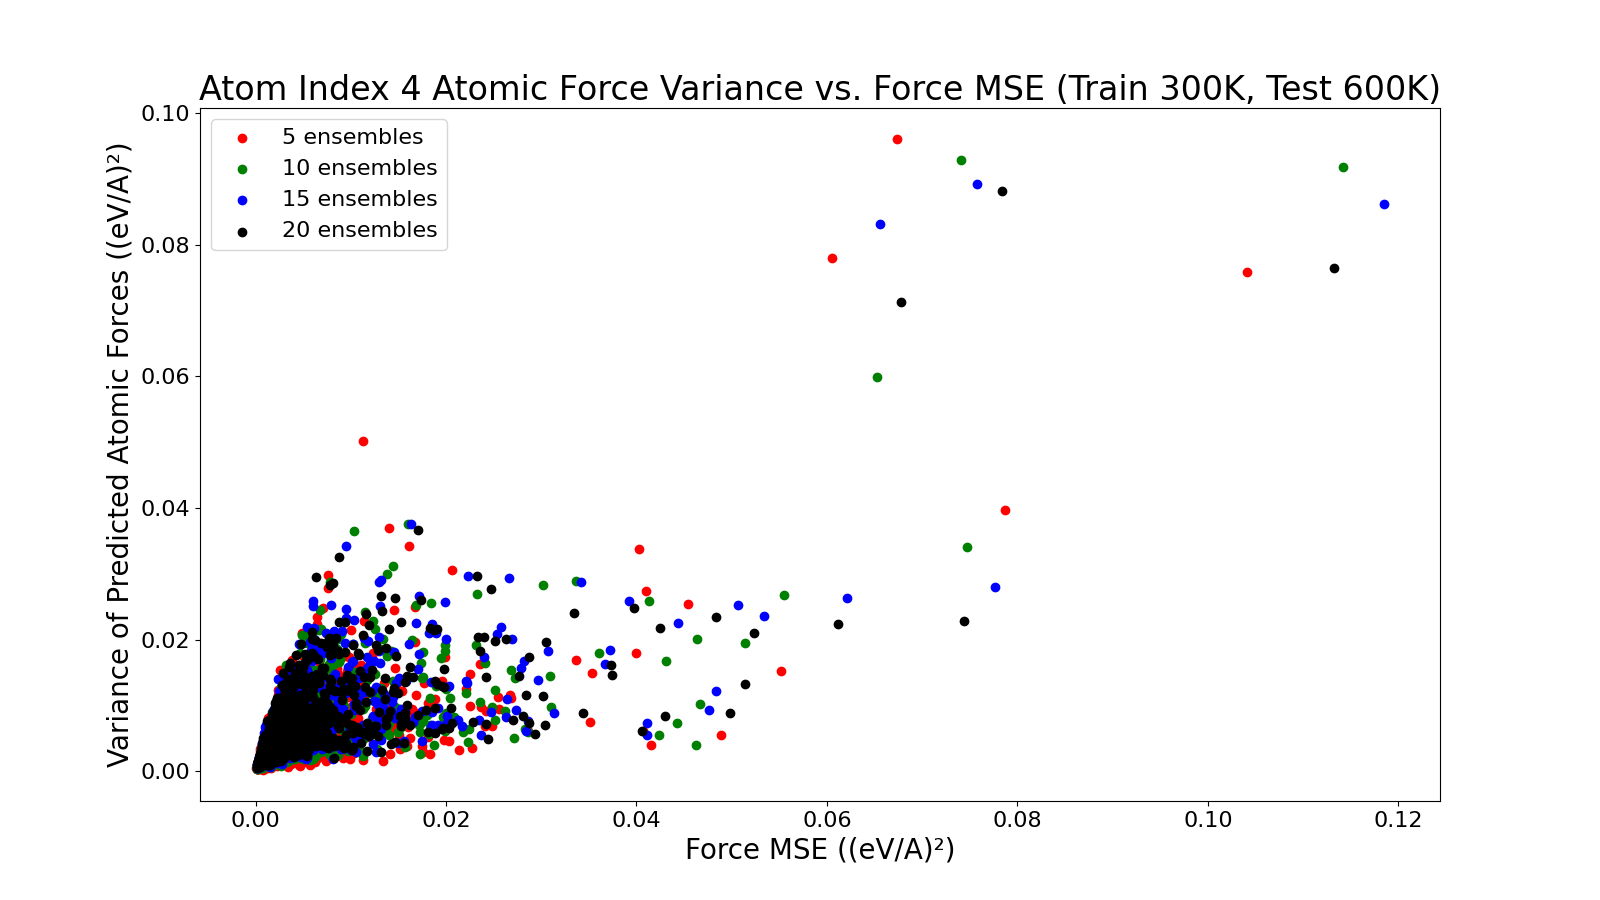 Atom Index 4 Atomic Force Variance vs. Force MSE (Train 300K, Test 600K)
5 ensembles
10 ensembles
15 ensembles
20 ensembles
Variance of Predicted Atomic Forces ((eV/A)²)
0.10
0.08
0.06
0.04
0.02
0.00
0.00 0.02 0.04 0.06 0.08 0.10 0.12
Force MSE ((eV/A)²)